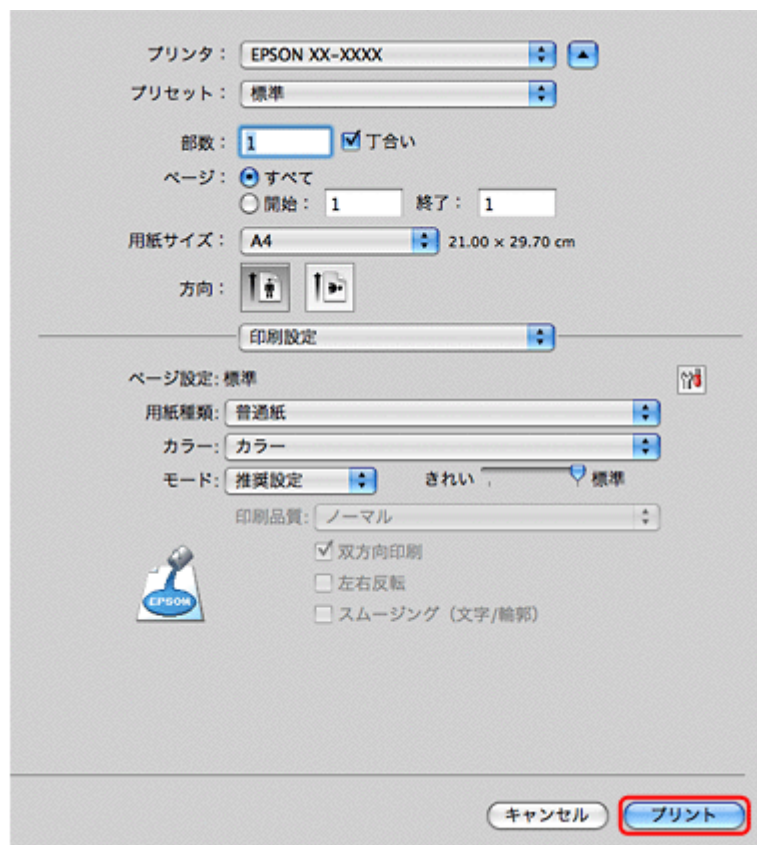 プリンタ： EPSON XX-XXXX
プリセット： 標準
部数： 1 丁合い
ページ： すべて
開始： 1 終了： 1
用紙サイズ： A4 21.00 × 29.70 cm
方向：
印刷設定
ページ設定: 標準
用紙種類: 普通紙
カラー: カラー
モード: 推奨設定 きれい 標準
印刷品質: ノーマル
双方向印刷
左右反転
スムージング（文字/輪郭）
EPSON
キャンセル プリント